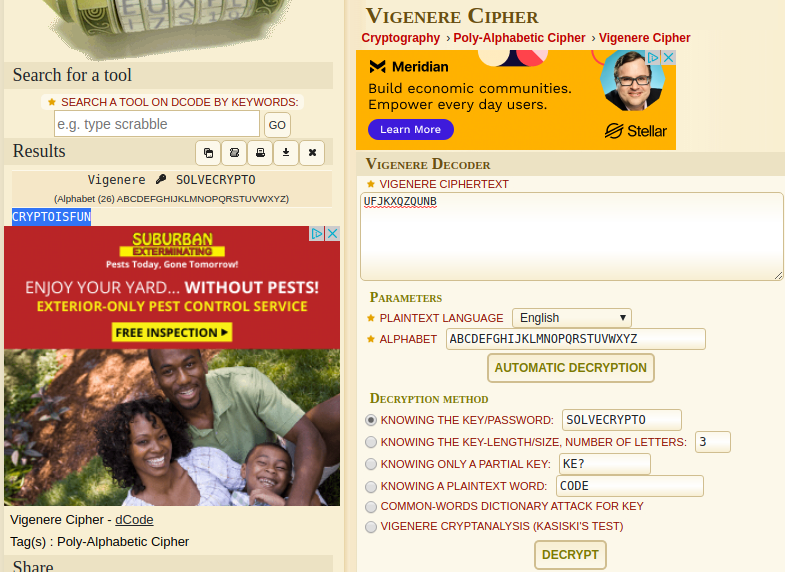 Search for a tool
★ SEARCH A TOOL ON DCODE BY KEYWORDS:
e.g. type scrabble
GO
Results
Vigenere SOLVECRYPTO
(Alphabet (26) ABCDEFGHIJKLMNOPQRSTUVWXYZ)
CRYPTOISFUN
SUBURBAN
EXTERMINATING
Pests Today, Gone Tomorrow!
ENJOY YOUR YARD... WITHOUT PESTS!
EXTERIOR-ONLY PEST CONTROL SERVICE
FREE INSPECTION ▶
Vigenere Cipher - dCode
Tag(s) : Poly-Alphabetic Cipher
Share
VIGENERE CIPHER
Cryptography › Poly-Alphabetic Cipher › Vigenere Cipher
Meridian
Build economic communities.
Empower every day users.
Learn More
Stellar
VIGENERE DECODER
★ VIGENERE CIPHERTEXT
UFJKXQZQUNB
PARAMETERS
★ PLAINTEXT LANGUAGE English ▼
★ ALPHABET ABCDEFGHIJKLMNOPQRSTUVWXYZ
AUTOMATIC DECRYPTION
DECRYPTION METHOD
KNOWING THE KEY/PASSWORD: SOLVECRYPTO
KNOWING THE KEY-LENGTH/SIZE, NUMBER OF LETTERS: 3
KNOWING ONLY A PARTIAL KEY: KE?
KNOWING A PLAINTEXT WORD: CODE
COMMON-WORDS DICTIONARY ATTACK FOR KEY
VIGENERE CRYPTANALYSIS (KASISKI'S TEST)
DECRYPT